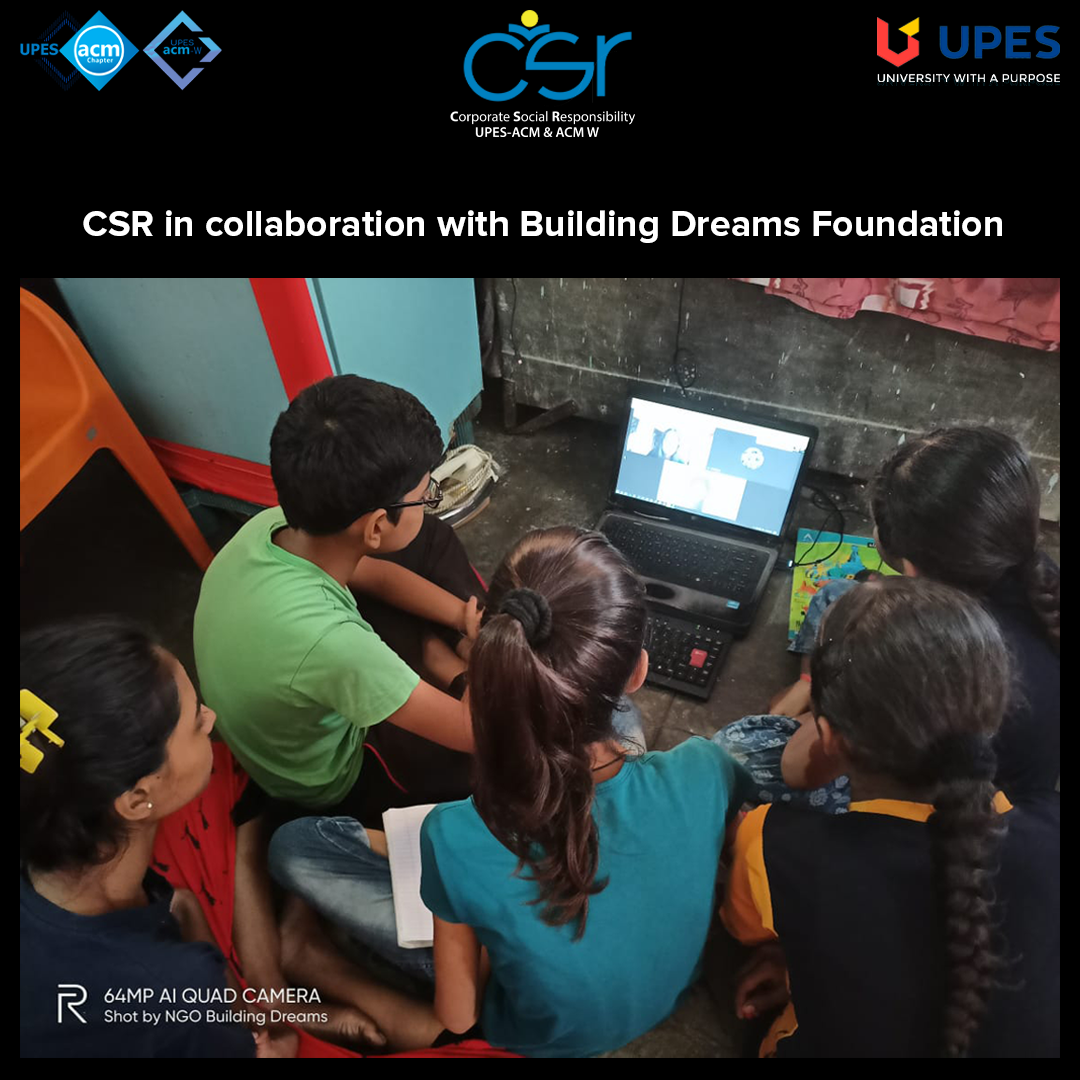 UPES acm Chapter
UPES acm-w
csr
Corporate Social Responsibility
UPES-ACM & ACM W
UPES
UNIVERSITY WITH A PURPOSE
CSR in collaboration with Building Dreams Foundation
R 64MP AI QUAD CAMERA
Shot by NGO Building Dreams